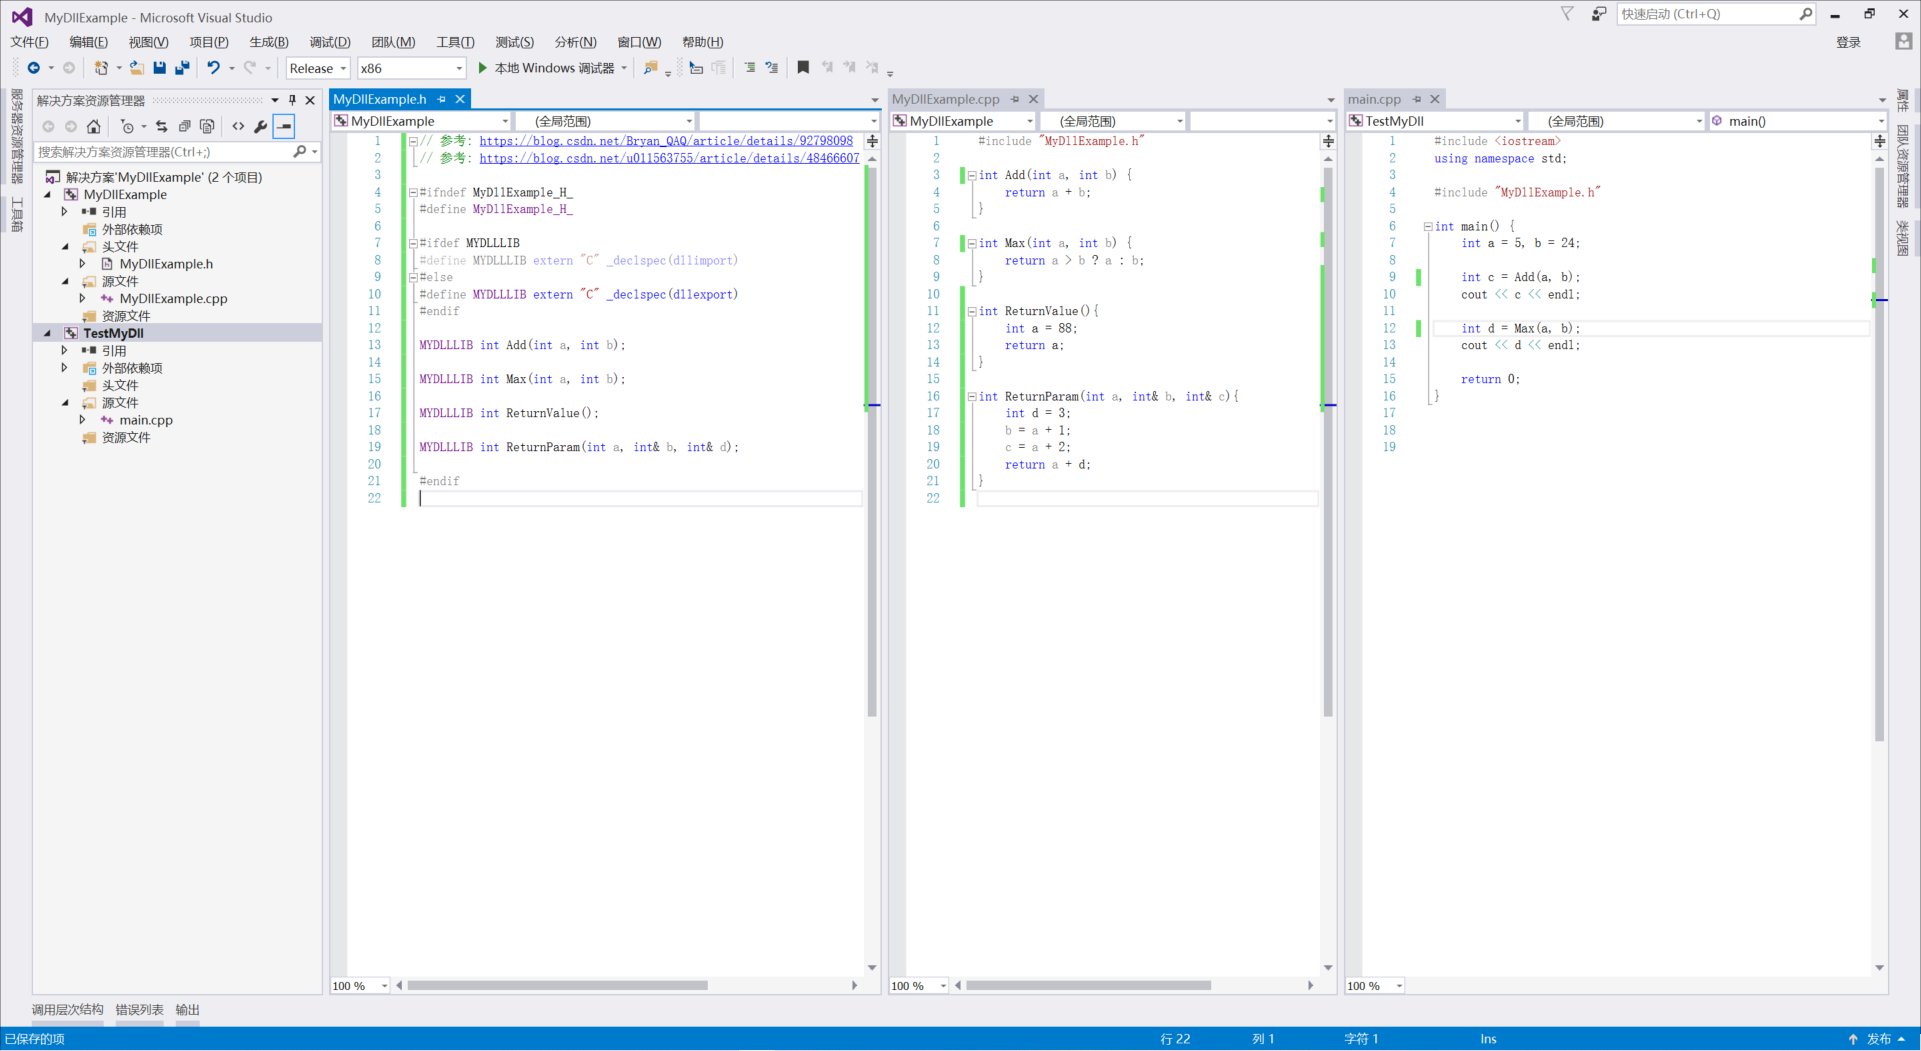 MyDllExample - Microsoft Visual Studio
快速启动 (Ctrl+Q)
文件(F) 编辑(E) 视图(V) 项目(P) 生成(B) 调试(D) 团队(M) 工具(T) 测试(S) 分析(N) 窗口(W) 帮助(H)
登录
Release x86 本地 Windows 调试器
服务器资源管理器
工具箱
解决方案资源管理器
搜索解决方案资源管理器(Ctrl+;)
解决方案'MyDllExample' (2 个项目)
MyDllExample
引用
外部依赖项
头文件
MyDllExample.h
源文件
MyDllExample.cpp
资源文件
TestMyDll
引用
外部依赖项
头文件
源文件
main.cpp
资源文件
MyDllExample.h
MyDllExample (全局范围)
1 // 参考: https://blog.csdn.net/Bryan_QAQ/article/details/92798098
2 // 参考: https://blog.csdn.net/u011563755/article/details/48466607
3
4 #ifndef MyDllExample_H_
5 #define MyDllExample_H_
6
7 #ifdef MYDLLLIB
8 #define MYDLLLIB extern "C" _declspec(dllimport)
9 #else
10 #define MYDLLLIB extern "C" _declspec(dllexport)
11 #endif
12
13 MYDLLLIB int Add(int a, int b);
14
15 MYDLLLIB int Max(int a, int b);
16
17 MYDLLLIB int ReturnValue();
18
19 MYDLLLIB int ReturnParam(int a, int& b, int& d);
20
21 #endif
22
100 %
MyDllExample.cpp
MyDllExample (全局范围)
1 #include "MyDllExample.h"
2
3 int Add(int a, int b) {
4 return a + b;
5 }
6
7 int Max(int a, int b) {
8 return a > b ? a : b;
9 }
10
11 int ReturnValue(){
12 int a = 88;
13 return a;
14 }
15
16 int ReturnParam(int a, int& b, int& c){
17 int d = 3;
18 b = a + 1;
19 c = a + 2;
20 return a + d;
21 }
22
100 %
main.cpp
TestMyDll (全局范围) main()
1 #include <iostream>
2 using namespace std;
3
4 #include "MyDllExample.h"
5
6 int main() {
7 int a = 5, b = 24;
8
9 int c = Add(a, b);
10 cout << c << endl;
11
12 int d = Max(a, b);
13 cout << d << endl;
14
15 return 0;
16 }
17
18
19
100 %
属性
团队资源管理器
类视图
调用层次结构 错误列表 输出
已保存的项 行 22 列 1 字符 1 Ins 发布